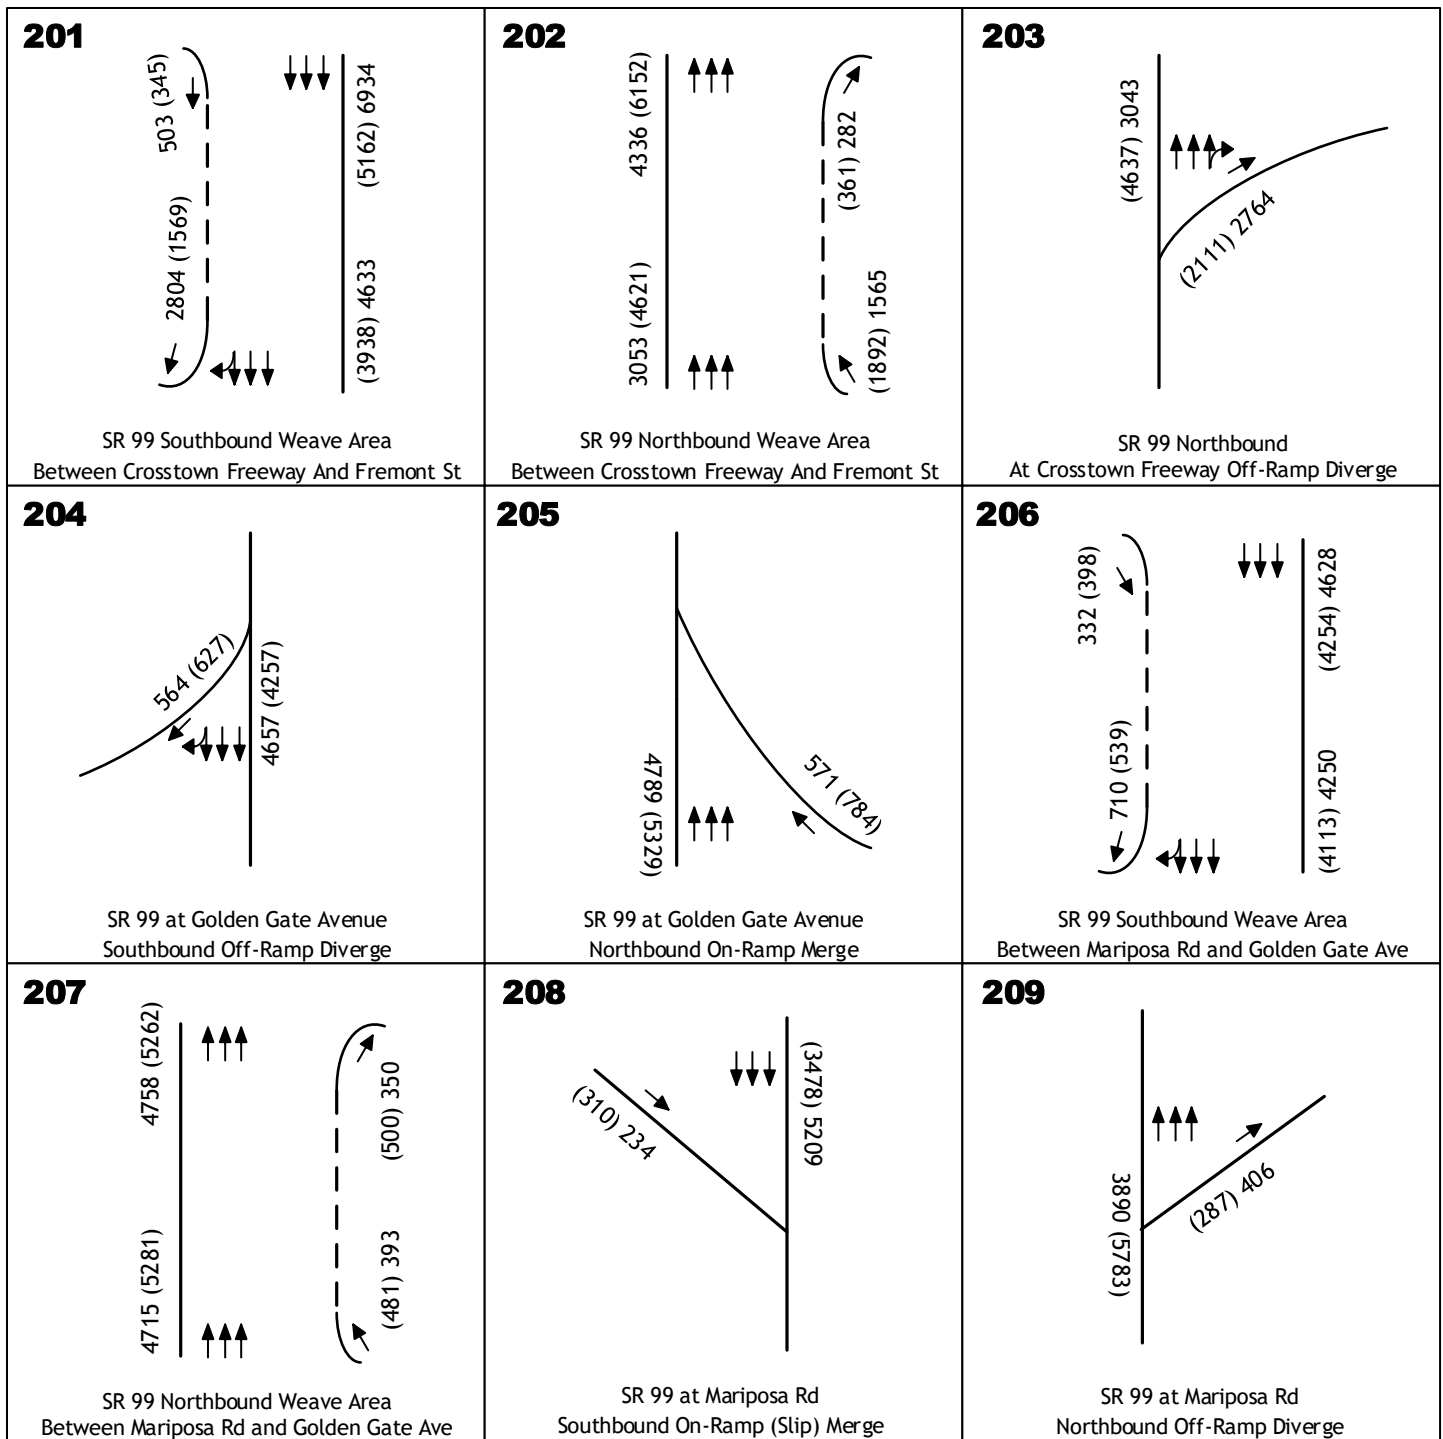 201
503 (345)
(5162) 6934
2804 (1569)
(3938) 4633
SR 99 Southbound Weave Area
Between Crosstown Freeway And Fremont St
202
4336 (6152)
(361) 282
3053 (4621)
(1892) 1565
SR 99 Northbound Weave Area
Between Crosstown Freeway And Fremont St
203
(4637) 3043
(2111) 2764
SR 99 Northbound
At Crosstown Freeway Off-Ramp Diverge
204
564 (627)
4657 (4257)
SR 99 at Golden Gate Avenue
Southbound Off-Ramp Diverge
205
4789 (5329)
571 (784)
SR 99 at Golden Gate Avenue
Northbound On-Ramp Merge
206
332 (398)
(4254) 4628
710 (539)
(4113) 4250
SR 99 Southbound Weave Area
Between Mariposa Rd and Golden Gate Ave
207
4758 (5262)
(500) 350
4715 (5281)
(481) 393
SR 99 Northbound Weave Area
Between Mariposa Rd and Golden Gate Ave
208
(310) 234
(3478) 5209
SR 99 at Mariposa Rd
Southbound On-Ramp (Slip) Merge
209
3890 (5783)
(287) 406
SR 99 at Mariposa Rd
Northbound Off-Ramp Diverge